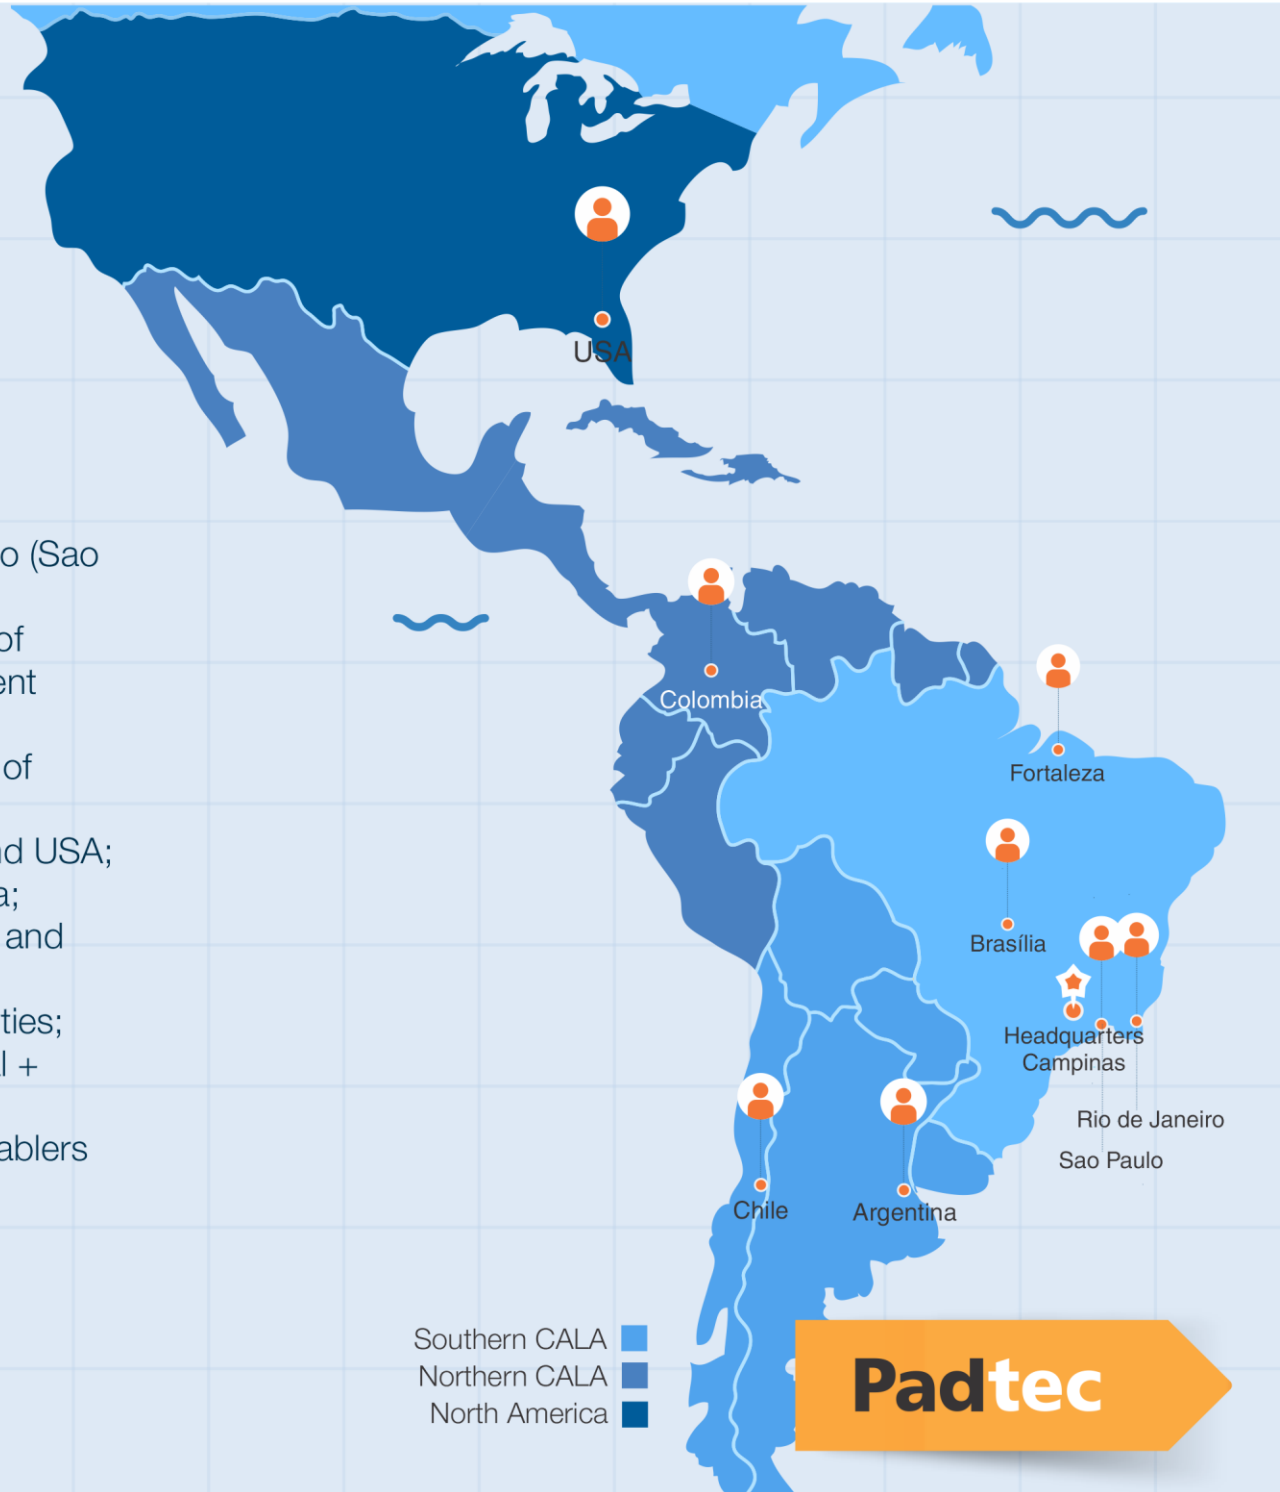 USA
o (Sao
of
ent
of
nd USA;
a;
and
ties;
l +
ablers
Colombia
Fortaleza
Brasília
Headquarters
Campinas
Rio de Janeiro
Sao Paulo
Chile
Argentina
Southern CALA
Northern CALA
North America
Padtec